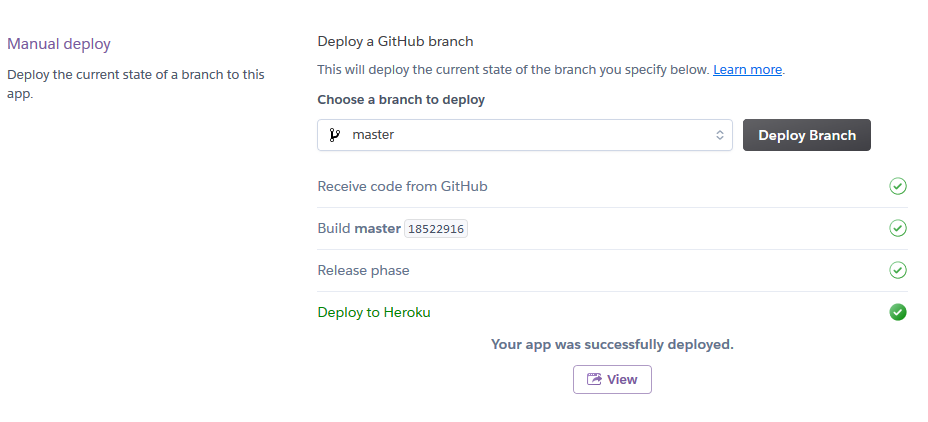 Manual deploy
Deploy the current state of a branch to this
app.
Deploy a GitHub branch
This will deploy the current state of the branch you specify below. Learn more.
Choose a branch to deploy
master
Deploy Branch
Receive code from GitHub
Build master 18522916
Release phase
Deploy to Heroku
Your app was successfully deployed.
View